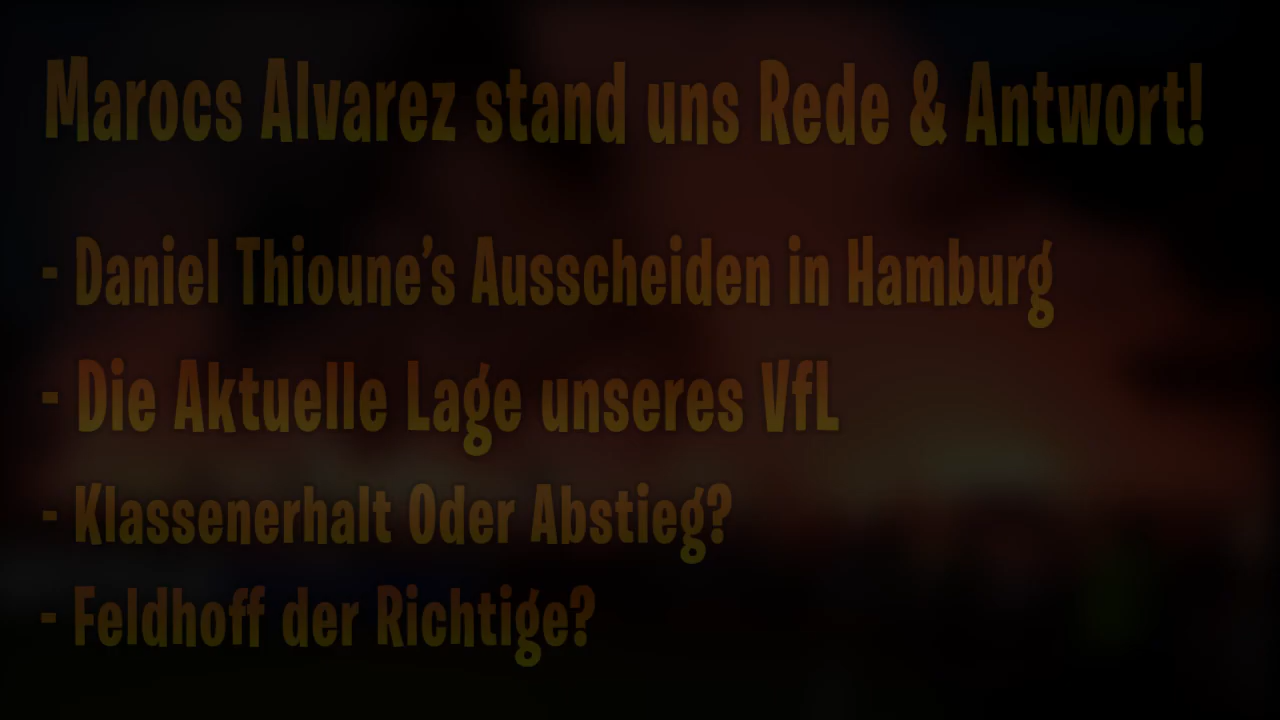 Marocs Alvarez stand uns Rede & Antwort!
- Daniel Thioune's Ausscheiden in Hamburg
- Die Aktuelle Lage unseres VfL
- Klassenerhalt Oder Abstieg?
- Feldhoff der Richtige?